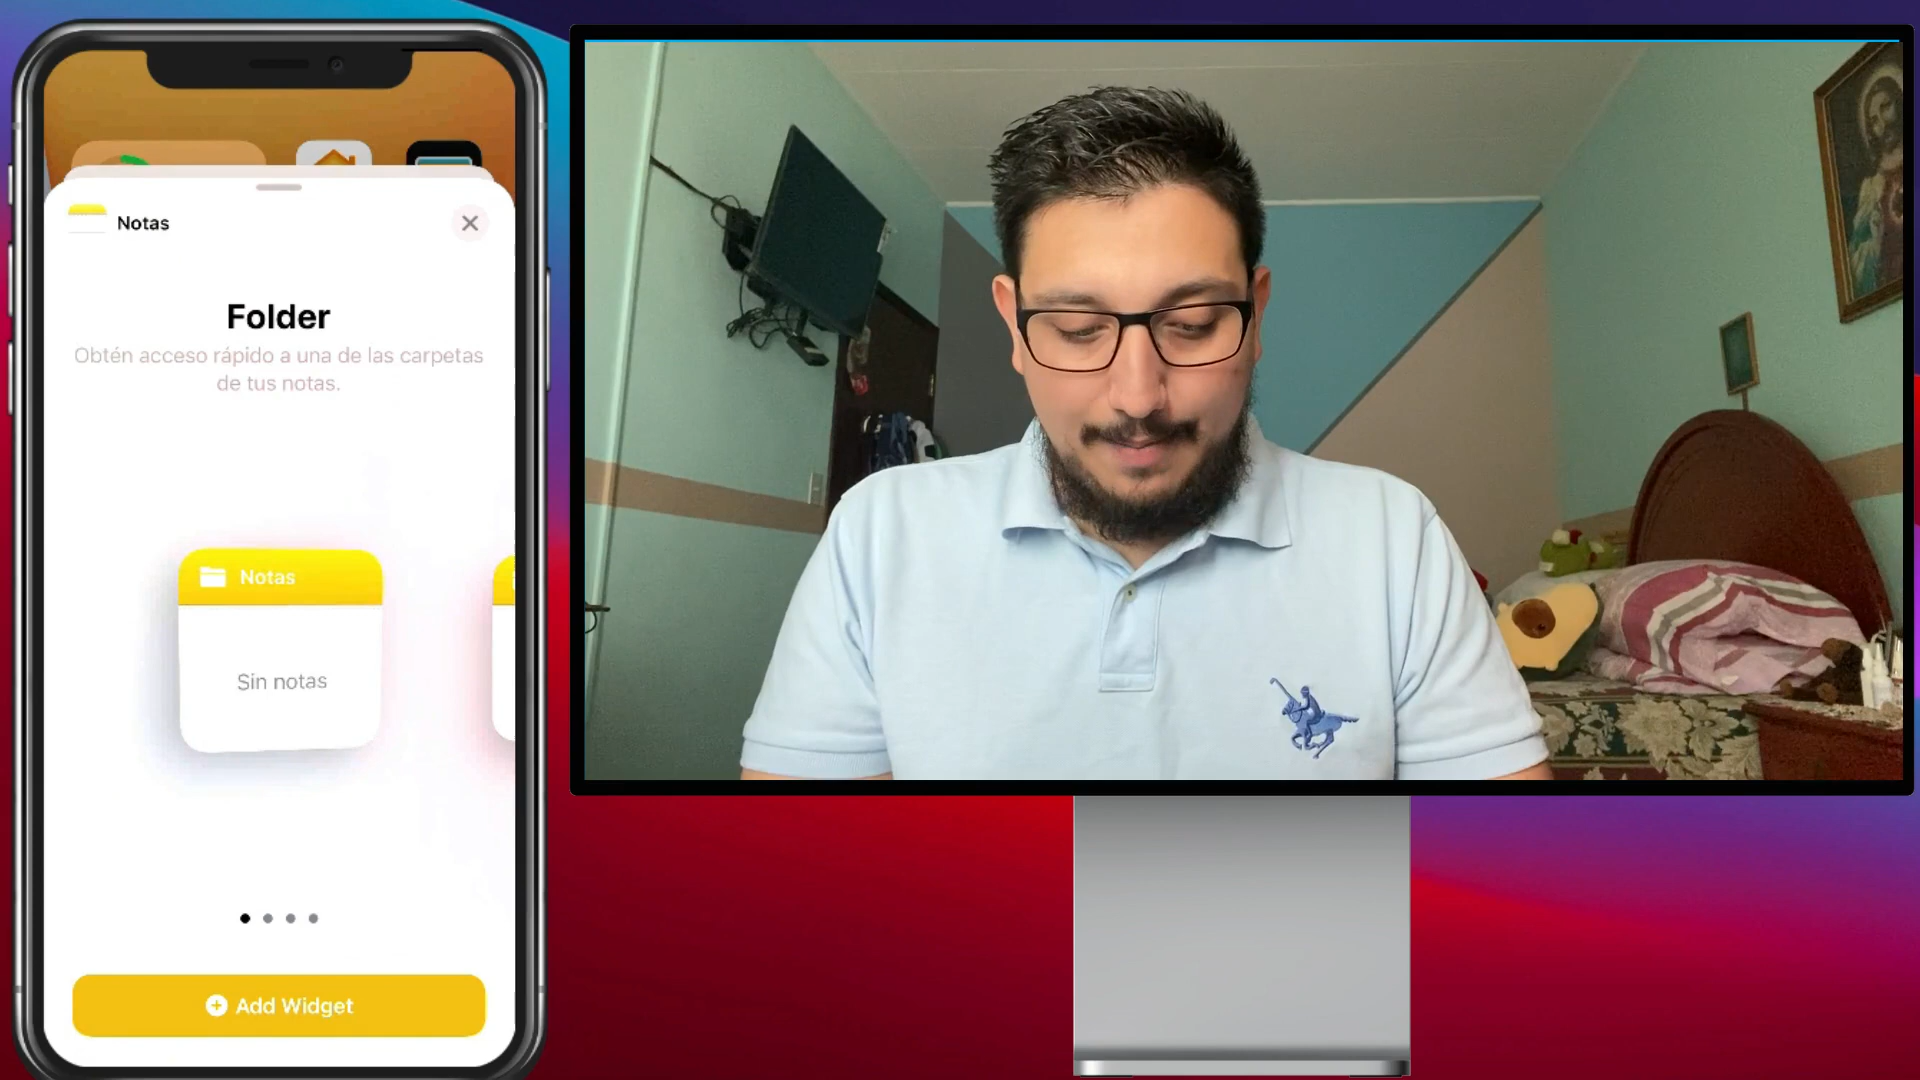 Notas
Folder
Obtén acceso rápido a una de las carpetas
de tus notas.
Notas
Sin notas
Add Widget